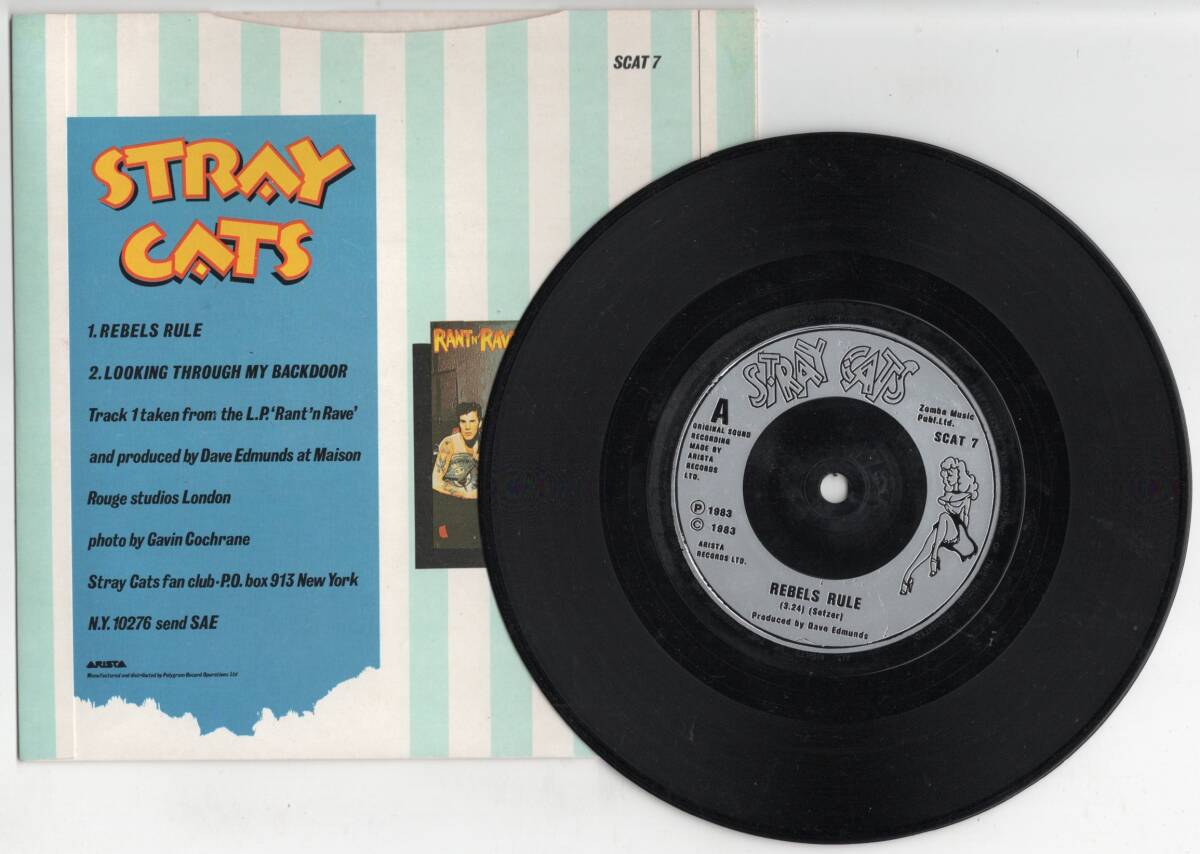 SCAT 7
STRAY
CATS
1. REBELS RULE
2. LOOKING THROUGH MY BACKDOOR
Track 1 taken from the L.P. 'Rant 'n Rave'
and produced by Dave Edmunds at Maison
Rouge studios London
photo by Gavin Cochrane
Stray Cats fan club-P.O. box 913 New York
N.Y. 10276 send SAE
ARISTA
Manufactured and distributed by Polygram Record Operations Ltd
RANT N' RAV
STRAY CATS
A
ORIGINAL SOUND
RECORDING
MADE BY
ARISTA
RECORDS
LTD.
Zomba Music
Publ.Ltd.
SCAT 7
Ⓟ 1983
© 1983
ARISTA
RECORDS LTD.
REBELS RULE
(3.24) (Setzer)
Produced by Dave Edmunds